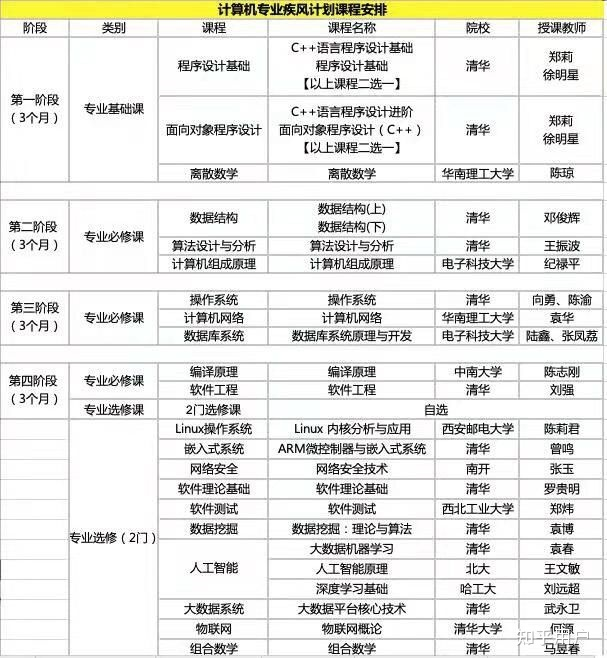 计算机专业疾风计划课程安排
阶段 类别 课程 课程名称 院校 授课教师
第一阶段
（3个月）
专业基础课
程序设计基础
C++语言程序设计基础
程序设计基础
【以上课程二选一】
清华
郑莉
徐明星
面向对象程序设计
C++语言程序设计进阶
面向对象程序设计（C++）
【以上课程二选一】
清华
郑莉
徐明星
离散数学 离散数学 华南理工大学 陈琼
第二阶段
（3个月）
专业必修课
数据结构
数据结构(上)
数据结构(下)
清华
邓俊辉
算法设计与分析 算法设计与分析 清华 王振波
计算机组成原理 计算机组成原理 电子科技大学 纪禄平
第三阶段
（3个月）
专业必修课
操作系统 操作系统 清华 向勇、陈渝
计算机网络 计算机网络 华南理工大学 袁华
数据库系统 数据库系统原理与开发 电子科技大学 陆鑫、张凤荔
第四阶段
（3个月）
专业必修课
编译原理 编译原理 中南大学 陈志刚
软件工程 软件工程 清华 刘强
专业选修课 2门选修课 自选
专业选修（2门）
Linux操作系统 Linux 内核分析与应用 西安邮电大学 陈莉君
嵌入式系统 ARM微控制器与嵌入式系统 清华 曾鸣
网络安全 网络安全技术 南开 张玉
软件理论基础 软件理论基础 清华 罗贵明
软件测试 软件测试 西北工业大学 郑炜
数据挖掘 数据挖掘：理论与算法 清华 袁博
人工智能
大数据机器学习 清华 袁春
人工智能原理 北大 王文敏
深度学习基础 哈工大 刘远超
大数据系统 大数据平台核心技术 清华 武永卫
物联网 物联网概论 清华大学 何源
组合数学 组合数学 清华 马昱春
知乎用户